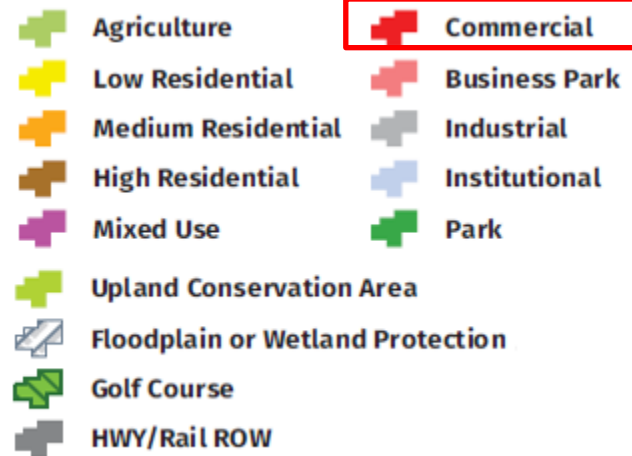 Agriculture
Commercial
Low Residential
Business Park
Medium Residential
Industrial
High Residential
Institutional
Mixed Use
Park
Upland Conservation Area
Floodplain or Wetland Protection
Golf Course
HWY/Rail ROW